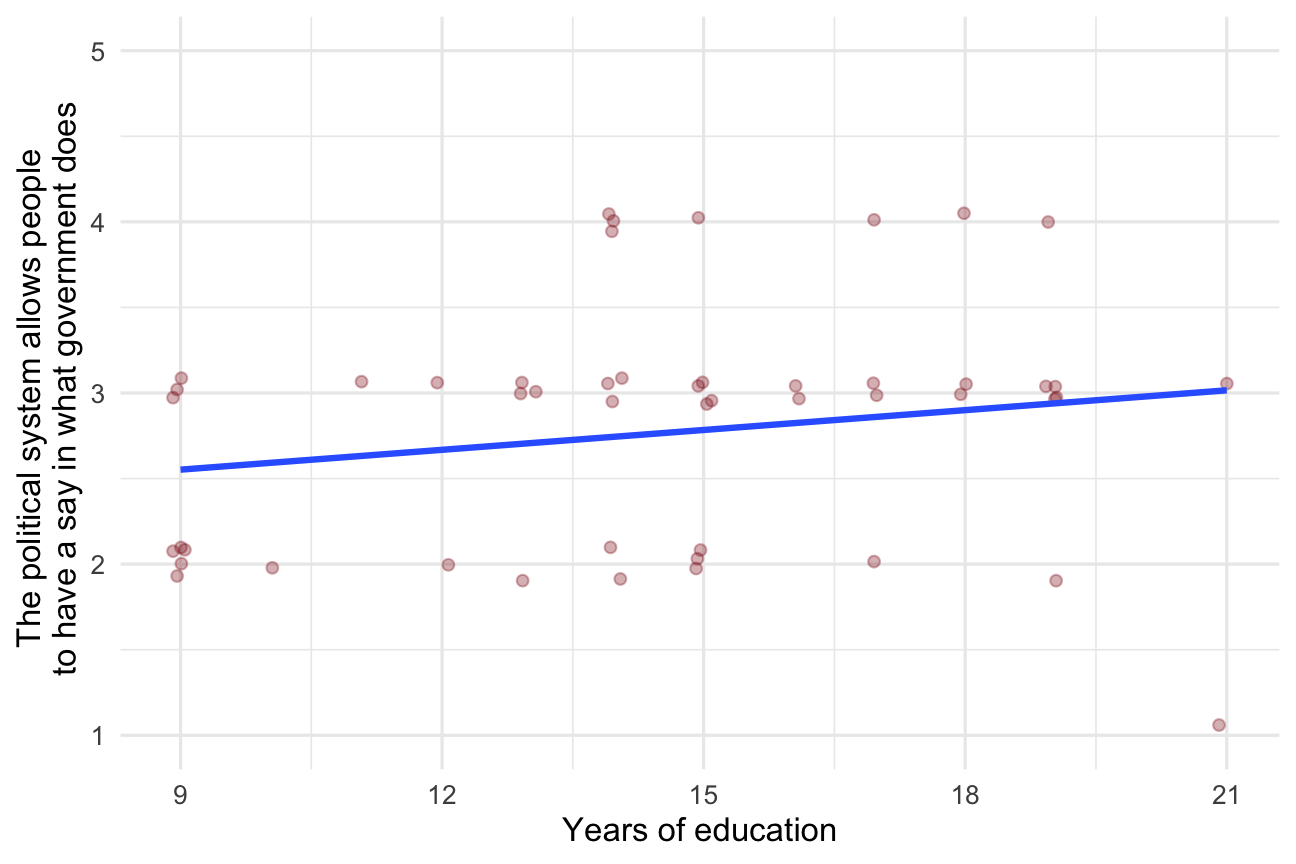 The political system allows people
to have a say in what government does
5
4
3
2
1
9 12 15 18 21
Years of education